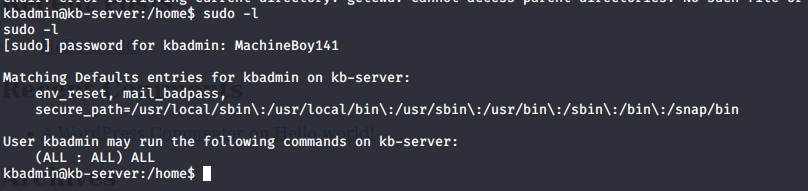 chdir: error retrieving current directory: getcwd: cannot access parent directories: No such file or
kbadmin@kb-server:/home$ sudo -l
sudo -l
[sudo] password for kbadmin: MachineBoy141
Matching Defaults entries for kbadmin on kb-server:
env_reset, mail_badpass,
secure_path=/usr/local/sbin\:/usr/local/bin\:/usr/sbin\:/usr/bin\:/sbin\:/bin\:/snap/bin
User kbadmin may run the following commands on kb-server:
(ALL : ALL) ALL
kbadmin@kb-server:/home$